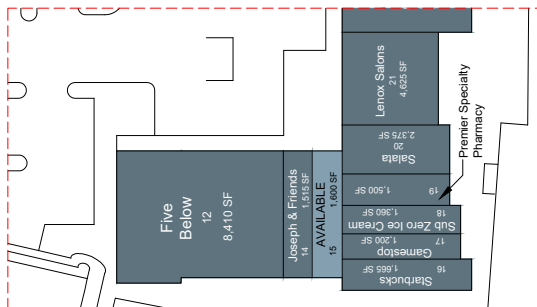 Five
Below
12
8,410 SF
Joseph & Friends
14
1,515 SF
AVAILABLE
15
1,600 SF
Lenox Salons
21
4,625 SF
Salata
20
2,375 SF
Premier Specialty
Pharmacy
19
1,500 SF
Sub Zero Ice Cream
18
1,360 SF
Gamestop
17
1,200 SF
Starbucks
16
1,665 SF